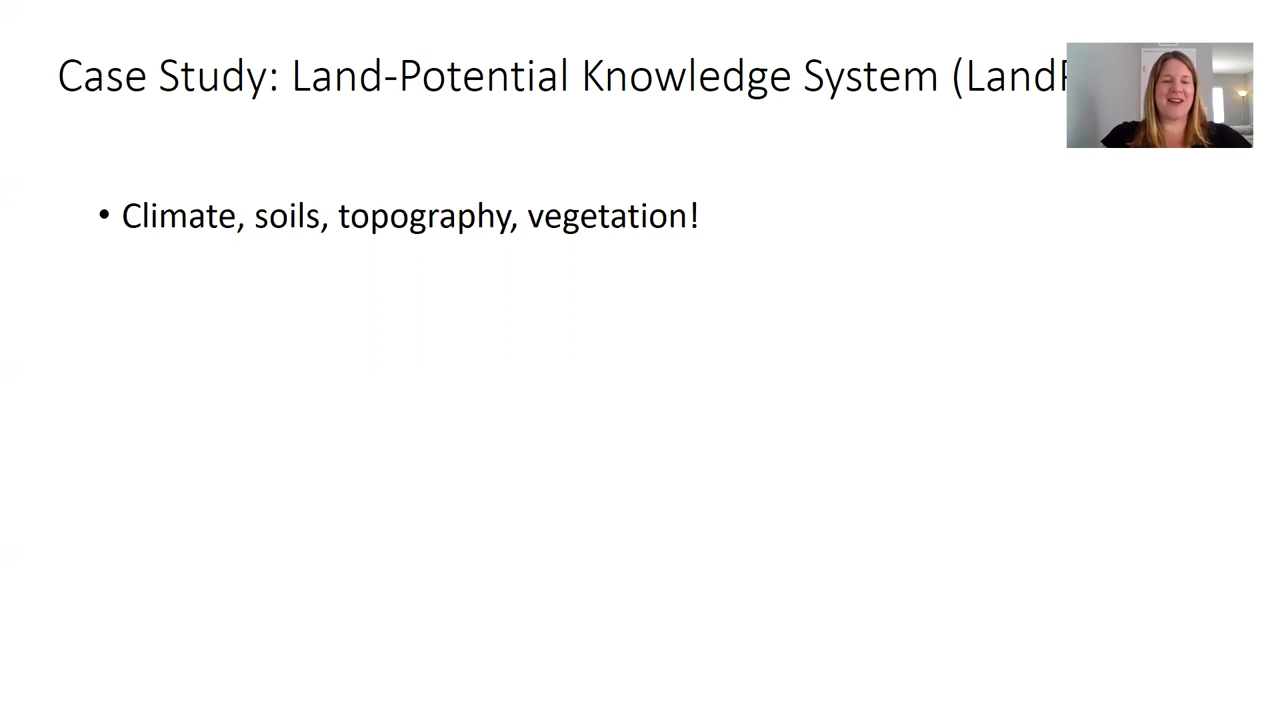 Case Study: Land-Potential Knowledge System (Land
• Climate, soils, topography, vegetation!